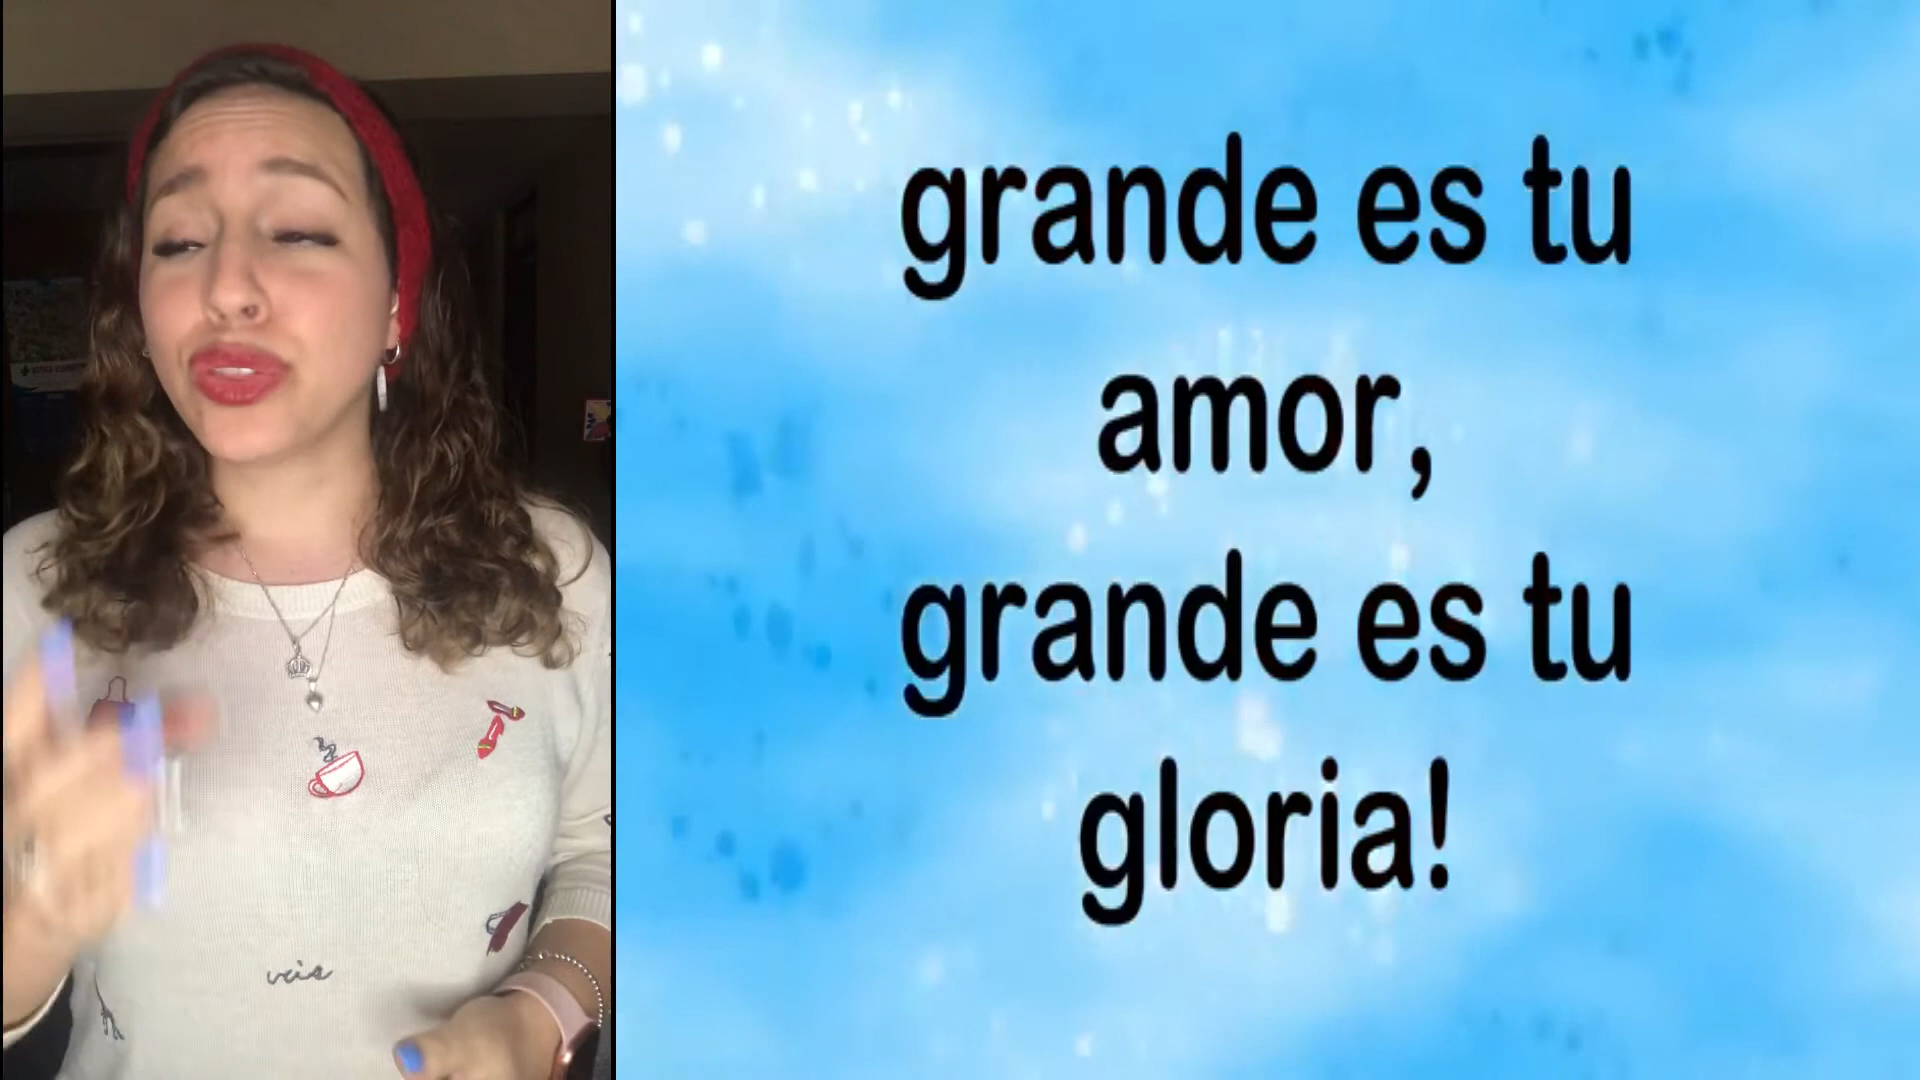 grande es tu
amor,
grande es tu
gloria!